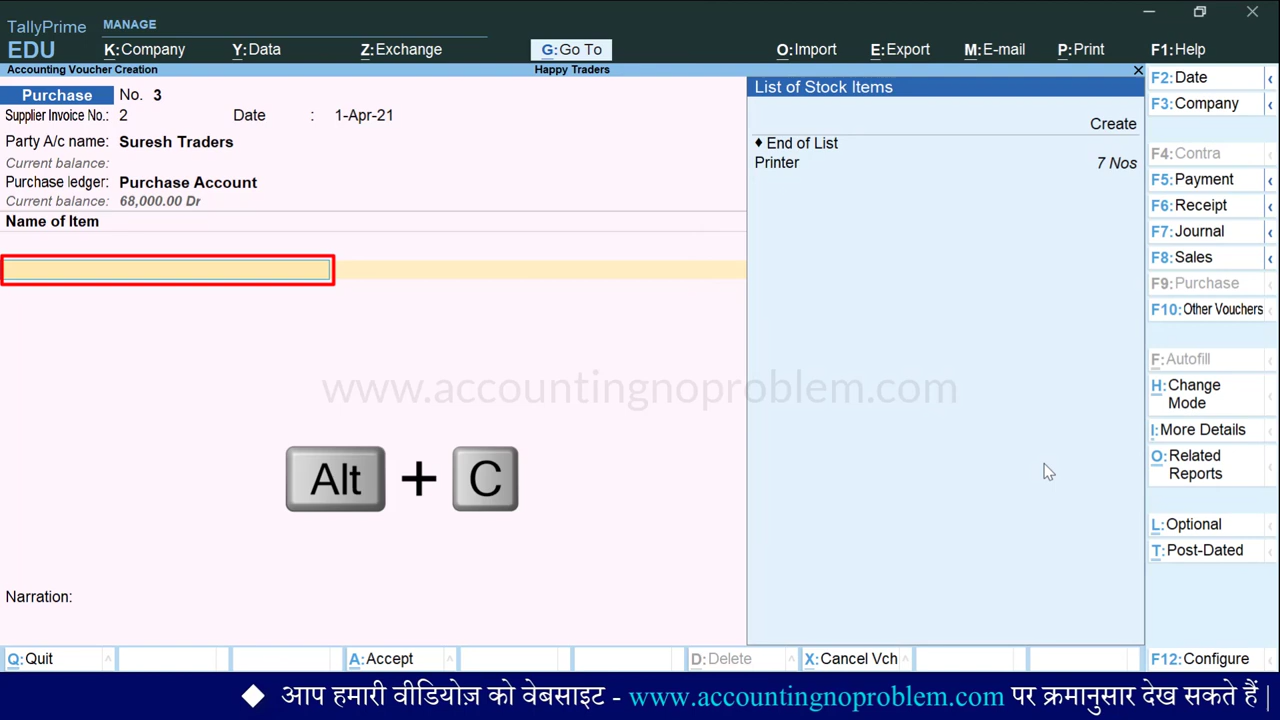 TallyPrime
MANAGE
EDU
K:Company
Y:Data
Z:Exchange
G:Go To
O:Import
E:Export
M:E-mail
P:Print
F1:Help
Accounting Voucher Creation
Happy Traders
Purchase No. 3
Supplier Invoice No.: 2 Date : 1-Apr-21
Party A/c name: Suresh Traders
Current balance:
Purchase ledger: Purchase Account
Current balance: 68,000.00 Dr
Name of Item
List of Stock Items
Create
♦ End of List
Printer 7 Nos
F2:Date
F3:Company
F4:Contra
F5:Payment
F6:Receipt
F7:Journal
F8:Sales
F9:Purchase
F10:Other Vouchers
F:Autofill
H:Change
Mode
I:More Details
O:Related
Reports
L:Optional
T:Post-Dated
www.accountingnoproblem.com
Alt + C
Narration:
Q:Quit
A:Accept
D:Delete
X:Cancel Vch
F12:Configure
◆ आप हमारी वीडियोज़ को वेबसाइट - www.accountingnoproblem.com पर क्रमानुसार देख सकते हैं |